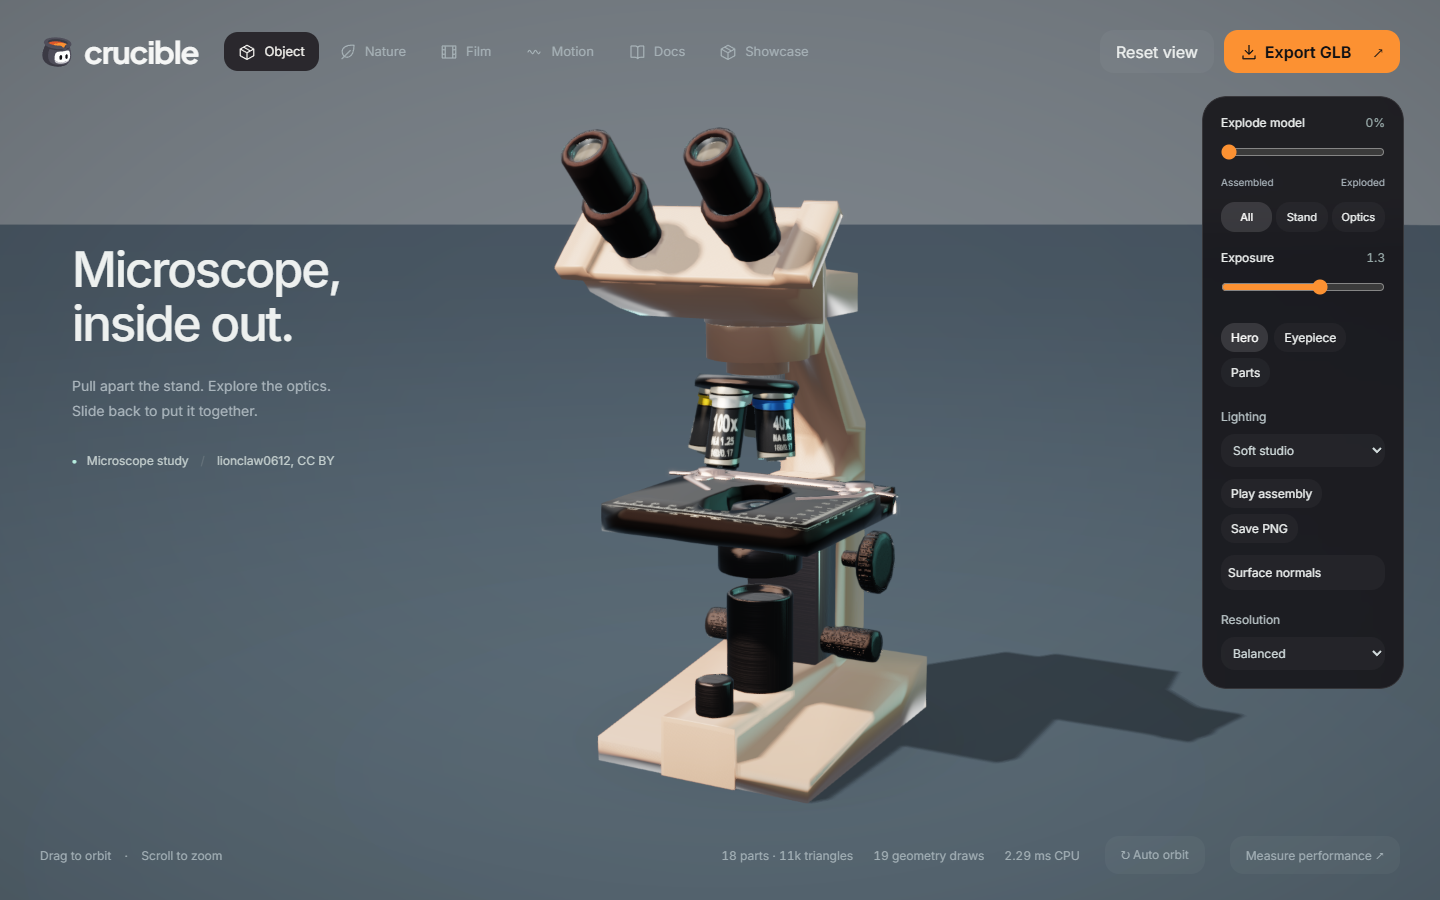 crucible
Object
Nature
Film
Motion
Docs
Showcase
Reset view
Export GLB ↗
Explode model 0%
Assembled Exploded
All Stand Optics
Exposure 1.3
Hero Eyepiece
Parts
Lighting
Soft studio
Play assembly
Save PNG
Surface normals
Resolution
Balanced
Microscope,
inside out.
Pull apart the stand. Explore the optics.
Slide back to put it together.
• Microscope study / lionclaw0612, CC BY
100x
NA 1.25
40x
Drag to orbit · Scroll to zoom
18 parts · 11k triangles 19 geometry draws 2.29 ms CPU
↻ Auto orbit
Measure performance ↗